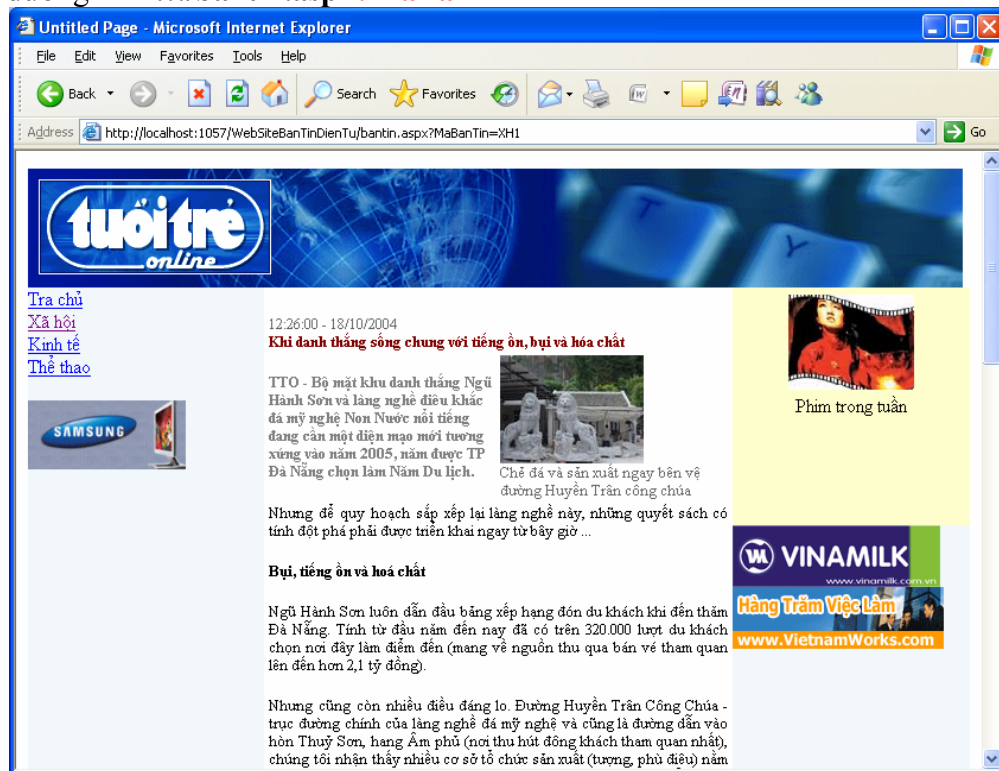 Untitled Page - Microsoft Internet Explorer
File Edit View Favorites Tools Help
Back Search Favorites
Address http://localhost:1057/WebSiteBanTinDienTu/bantin.aspx?MaBanTin=XH1 Go
tuổi trẻ
online
Tra chủ
Xã hội
Kinh tế
Thể thao
SAMSUNG
12:26:00 - 18/10/2004
Khi danh thắng sống chung với tiếng ồn, bụi và hóa chất
TTO - Bộ mặt khu danh thắng Ngũ
Hành Sơn và làng nghề điêu khắc
đá mỹ nghệ Non Nước nổi tiếng
đang cần một diện mạo mới tương
xứng vào năm 2005, năm được TP
Đà Nẵng chọn làm Năm Du lịch.
Chẻ đá và sản xuất ngay bên vệ
đường Huyền Trân công chúa
Nhưng để quy hoạch sắp xếp lại làng nghề này, những quyết sách có
tính đột phá phải được triển khai ngay từ bây giờ ...
Bụi, tiếng ồn và hoá chất
Ngũ Hành Sơn luôn dẫn đầu bảng xếp hạng đón du khách khi đến thăm
Đà Nẵng. Tính từ đầu năm đến nay đã có trên 320.000 lượt du khách
chọn nơi đây làm điểm đến (mang về nguồn thu qua bán vé tham quan
lên đến hơn 2,1 tỷ đồng).
Nhưng cũng còn nhiều điều đáng lo. Đường Huyền Trân Công Chúa -
trục đường chính của làng nghề đá mỹ nghệ và cũng là đường dẫn vào
hòn Thuỷ Sơn, hang Âm phủ (nơi thu hút đông khách tham quan nhất),
chúng tôi nhận thấy nhiều cơ sở tổ chức sản xuất (tượng, phù điêu) nằm
Phim trong tuần
VINAMILK
www.vinamilk.com.vn
Hàng Trăm Việc Làm
www.VietnamWorks.com